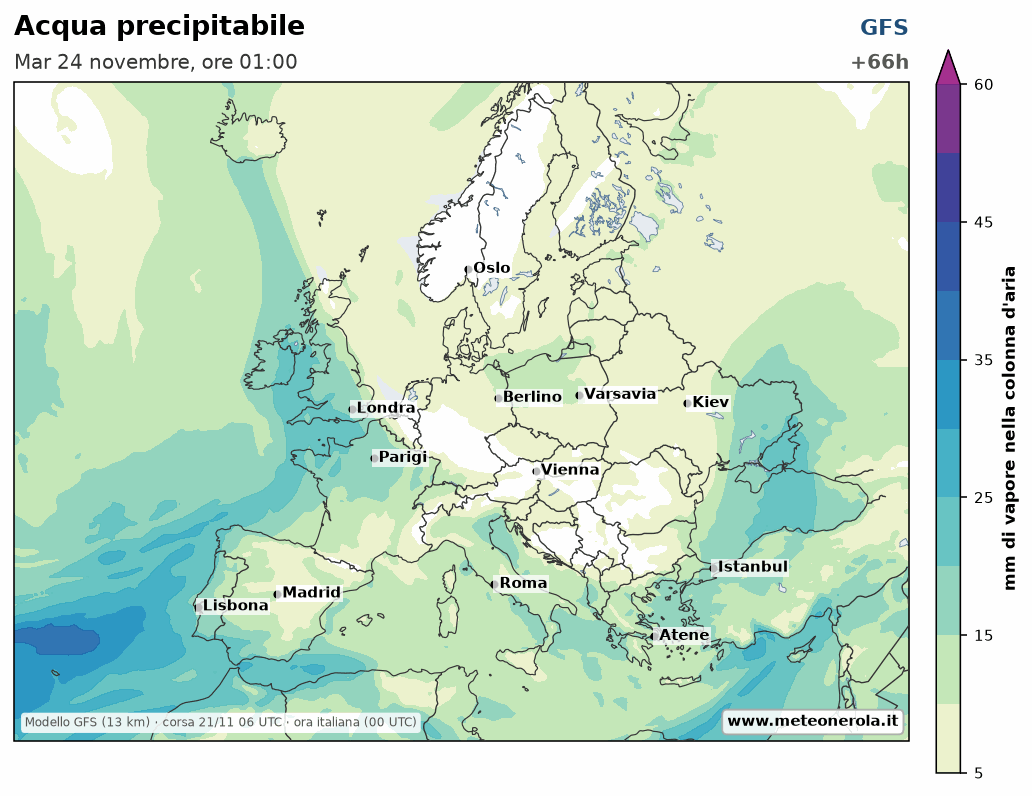 Acqua precipitabile
GFS
Mar 24 novembre, ore 01:00
+66h
60
45
35
25
15
5
mm di vapore nella colonna d'aria
Oslo
Londra
Berlino
Varsavia
Kiev
Parigi
Vienna
Istanbul
Roma
Madrid
Lisbona
Atene
Modello GFS (13 km) · corsa 21/11 06 UTC · ora italiana (00 UTC)
www.meteonerola.it